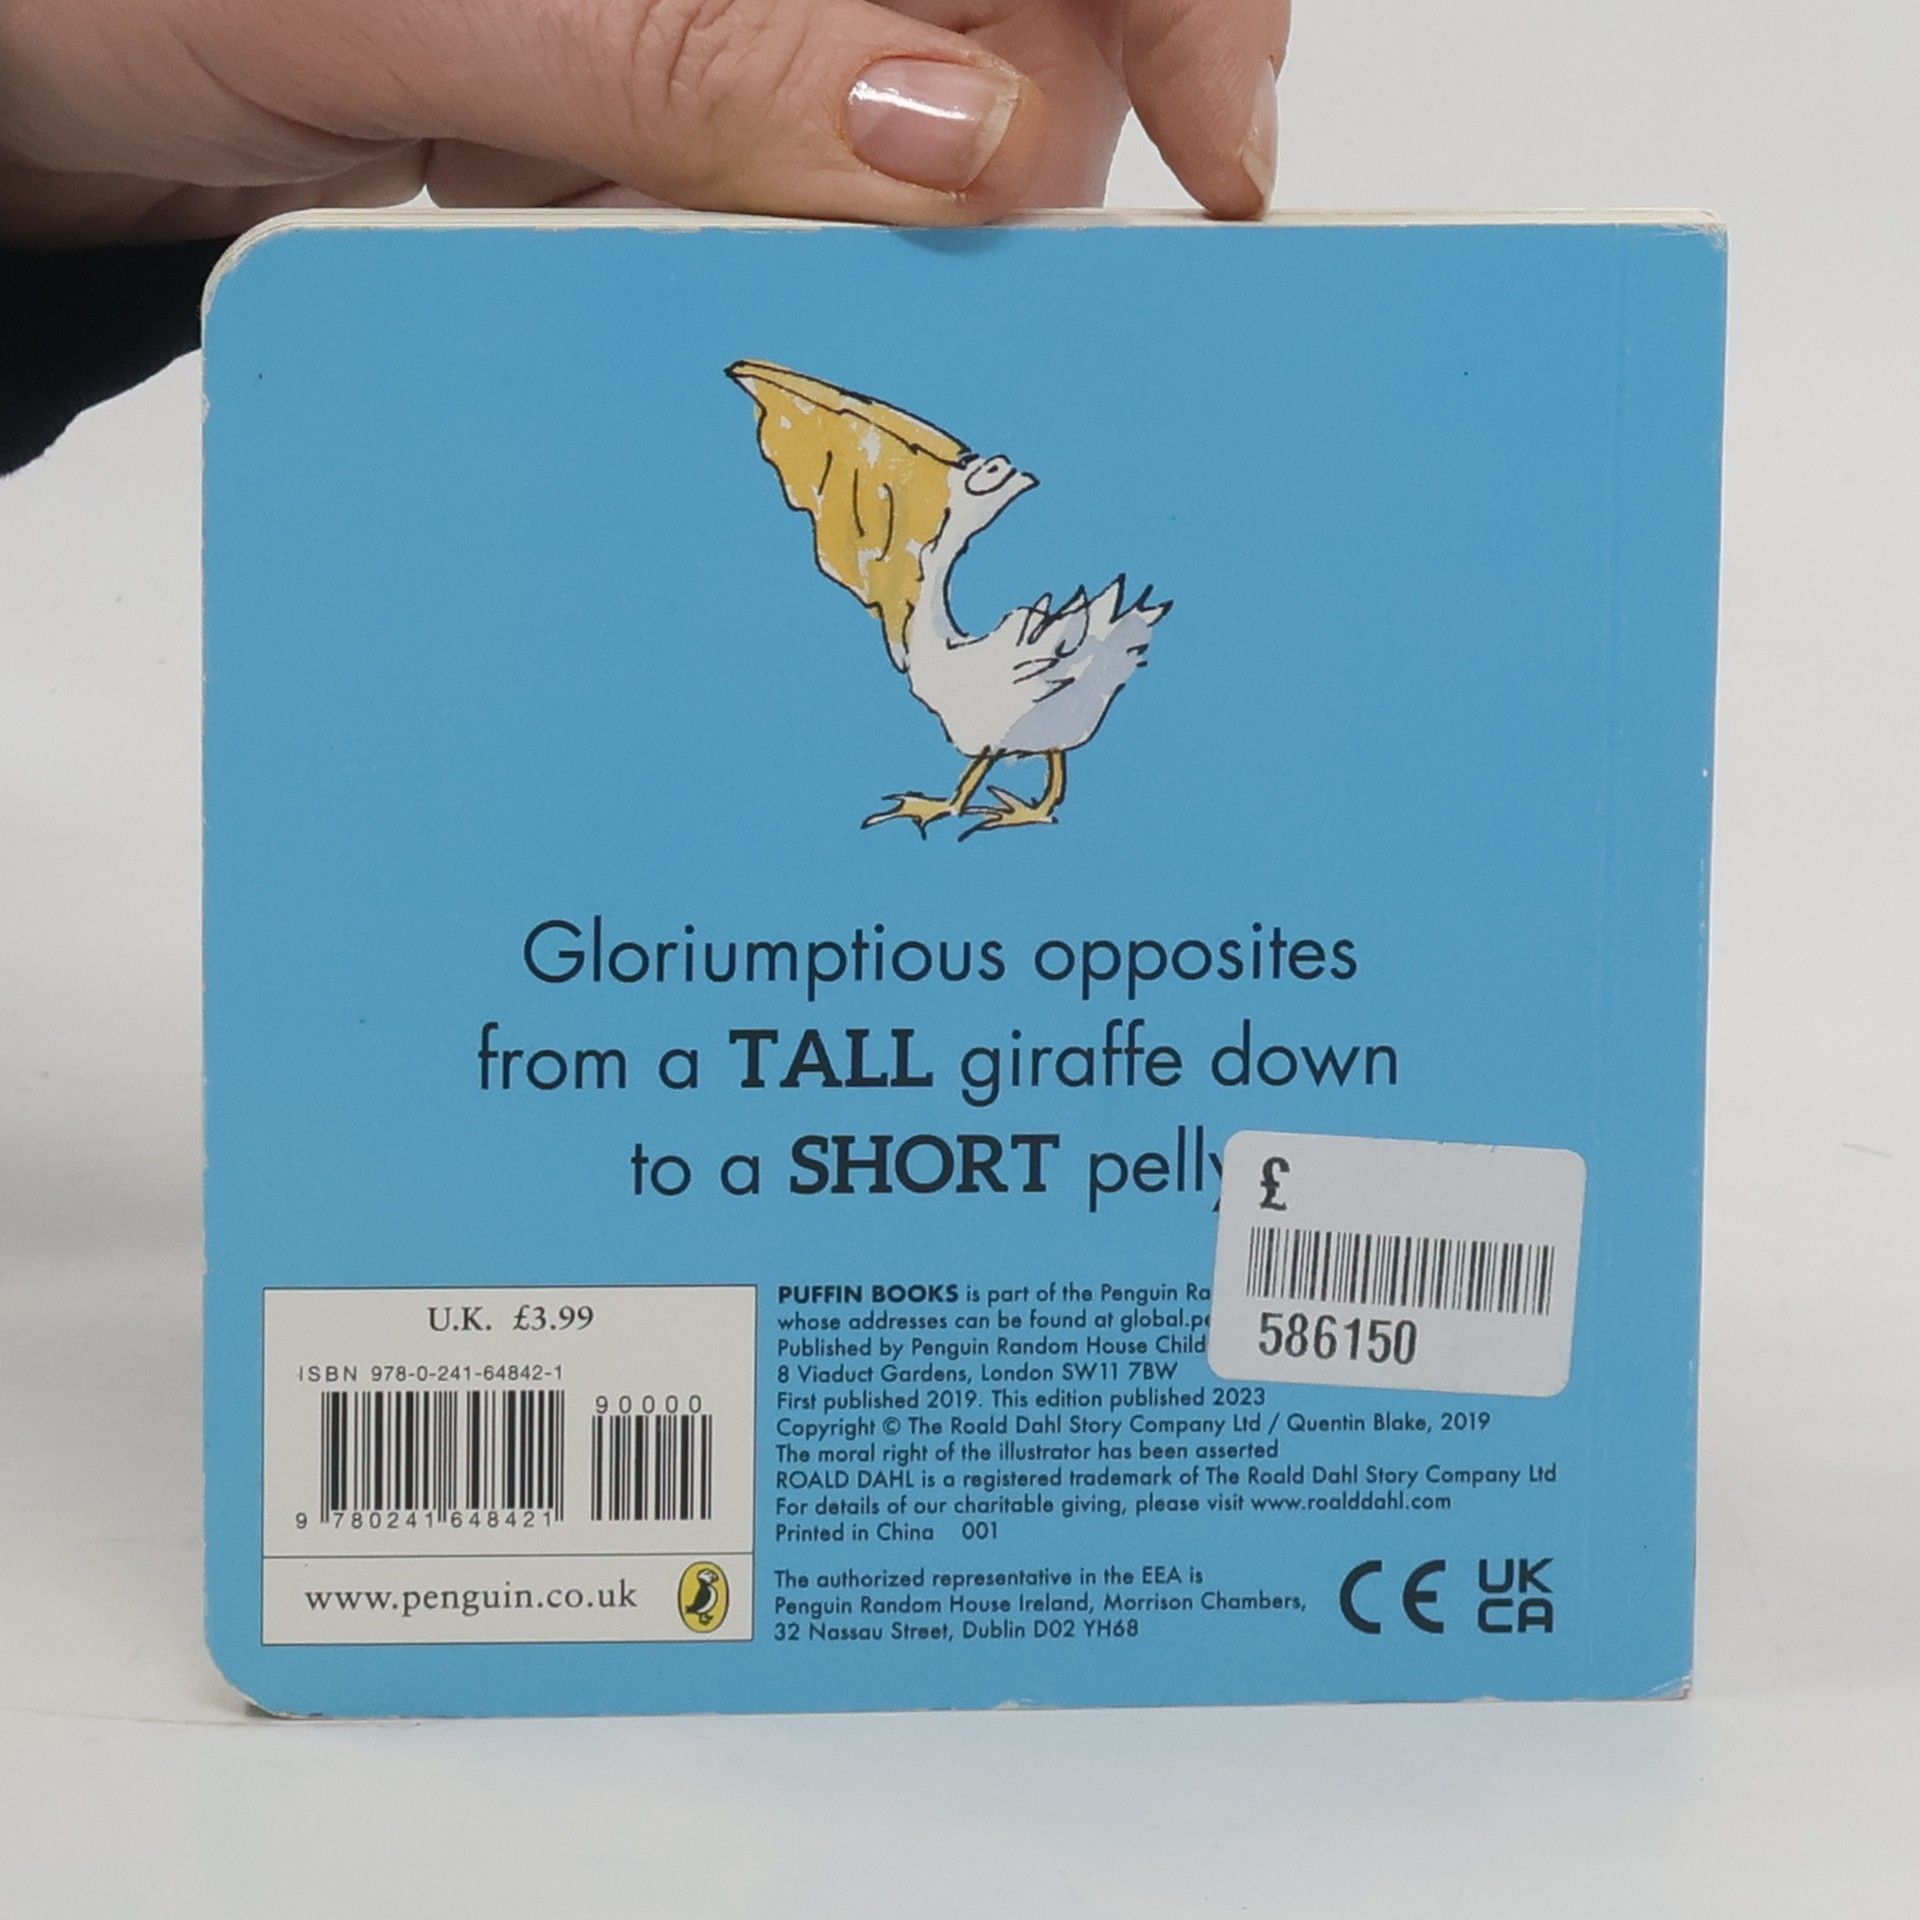 Gloriumptious opposites
from a TALL giraffe down
to a SHORT
£
586150
U.K. £3.99
ISBN 978-0-241-64842-1
90000
9 780241 648421
www.penguin.co.uk
PUFFIN BOOKS is part of the Penguin
whose addresses can be found at
Published by Penguin Random House
8 Viaduct Gardens, London SW11 7BW
First published 2019. This edition published 2023
Copyright © The Roald Dahl Story Company Ltd / Quentin Blake, 2019
The moral right of the illustrator has been asserted
ROALD DAHL is a registered trademark of The Roald Dahl Story Company Ltd
For details of our charitable giving, please visit www.roalddahl.com
Printed in China 001
The authorized representative in the EEA is
Penguin Random House Ireland, Morrison Chambers,
32 Nassau Street, Dublin D02 YH68
CE
UK
CA